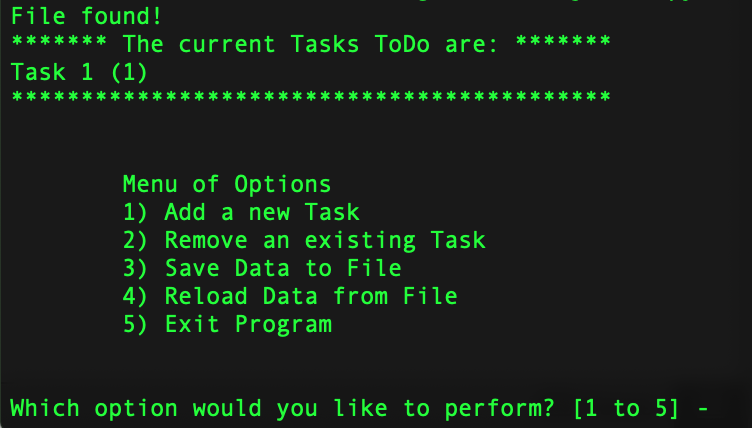 File found!
******* The current Tasks ToDo are: *******
Task 1 (1)
*******************************************
Menu of Options
1) Add a new Task
2) Remove an existing Task
3) Save Data to File
4) Reload Data from File
5) Exit Program
Which option would you like to perform? [1 to 5] -